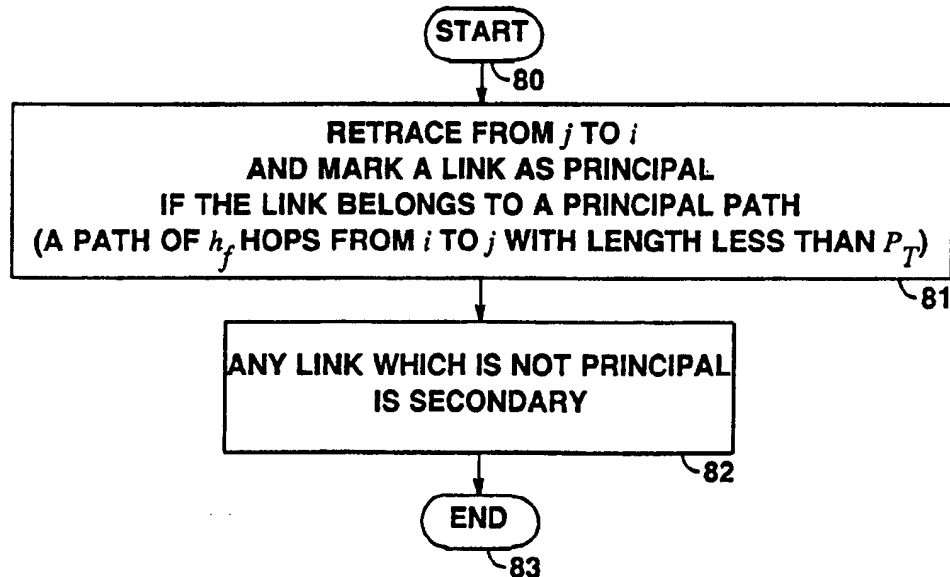 START
80
RETRACE FROM j TO i
AND MARK A LINK AS PRINCIPAL
IF THE LINK BELONGS TO A PRINCIPAL PATH
(A PATH OF h_f HOPS FROM i TO j WITH LENGTH LESS THAN P_T)
81
ANY LINK WHICH IS NOT PRINCIPAL
IS SECONDARY
82
END
83